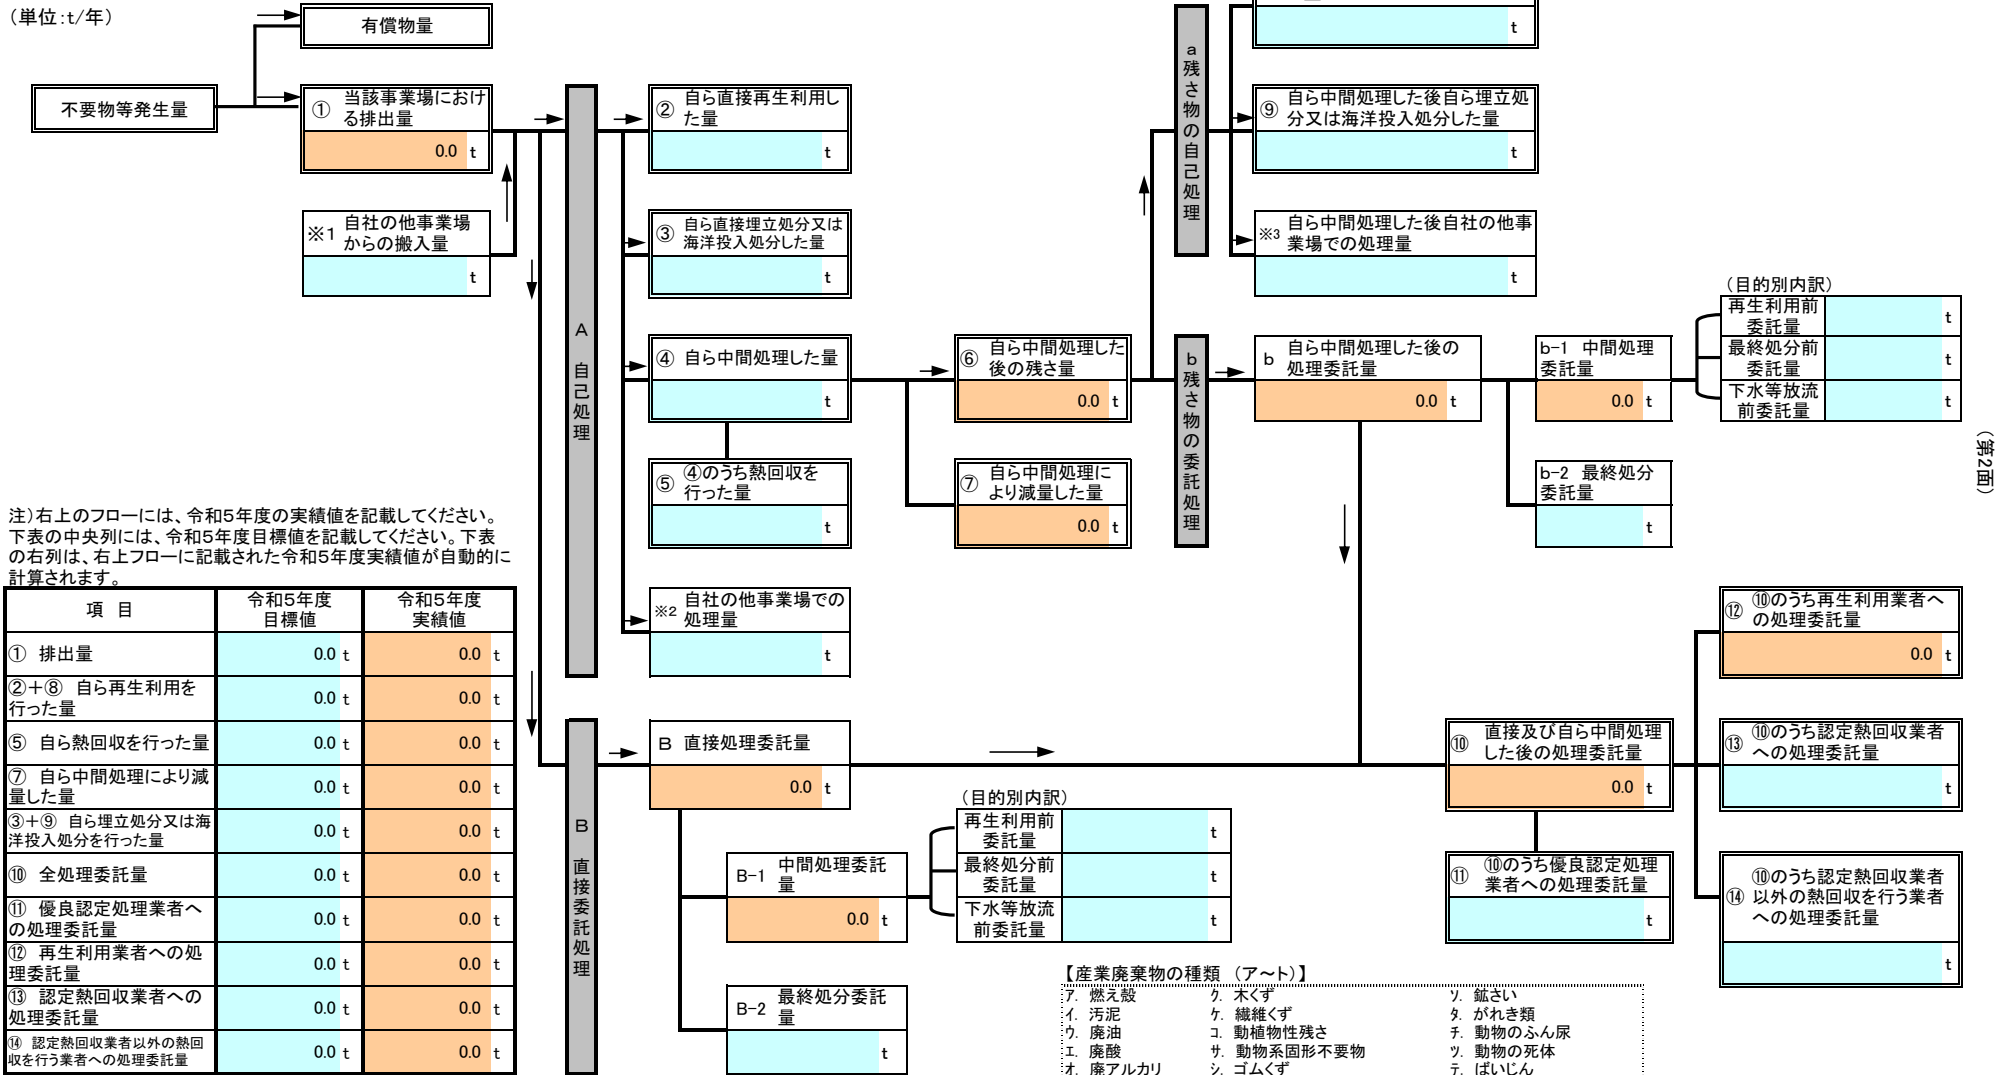 (単位:t/年)
有償物量
不要物等発生量
① 当該事業場におけ
る排出量
0.0 t
※1 自社の他事業場
からの搬入量
t
A 自己処理
② 自ら直接再生利用し
た量
t
③ 自ら直接埋立処分又は
海洋投入処分した量
t
④ 自ら中間処理した量
t
⑤ ④のうち熱回収を
行った量
t
※2 自社の他事業場での
処理量
t
⑥ 自ら中間処理した
後の残さ量
0.0 t
⑦ 自ら中間処理に
より減量した量
0.0 t
a 残さ物の自己処理
t
⑨ 自ら中間処理した後自ら埋立処
分又は海洋投入処分した量
t
※3 自ら中間処理した後自社の他事
業場での処理量
t
b 残さ物の委託処理
b 自ら中間処理した後の
処理委託量
0.0 t
b-1 中間処理
委託量
0.0 t
b-2 最終処分
委託量
t
(目的別内訳)
再生利用前
委託量
t
最終処分前
委託量
t
下水等放流
前委託量
t
(第2面)
注)右上のフローには、令和5年度の実績値を記載してください。
下表の中央列には、令和5年度目標値を記載してください。下表
の右列は、右上フローに記載された令和5年度実績値が自動的に
計算されます。
項 目
令和5年度
目標値
令和5年度
実績値
① 排出量
0.0 t 0.0 t
②+⑧ 自ら再生利用を
行った量
0.0 t 0.0 t
⑤ 自ら熱回収を行った量
0.0 t 0.0 t
⑦ 自ら中間処理により減
量した量
0.0 t 0.0 t
③+⑨ 自ら埋立処分又は海
洋投入処分を行った量
0.0 t 0.0 t
⑩ 全処理委託量
0.0 t 0.0 t
⑪ 優良認定処理業者へ
の処理委託量
0.0 t 0.0 t
⑫ 再生利用業者への処
理委託量
0.0 t 0.0 t
⑬ 認定熱回収業者への
処理委託量
0.0 t 0.0 t
⑭ 認定熱回収業者以外の熱回
収を行う業者への処理委託量
0.0 t 0.0 t
B 直接委託処理
B 直接処理委託量
0.0 t
B-1 中間処理委託
量
0.0 t
B-2 最終処分委託
量
t
(目的別内訳)
再生利用前
委託量
t
最終処分前
委託量
t
下水等放流
前委託量
t
⑩ 直接及び自ら中間処理
した後の処理委託量
0.0 t
⑪ ⑩のうち優良認定処理
業者への処理委託量
t
⑫ ⑩のうち再生利用業者へ
の処理委託量
0.0 t
⑬ ⑩のうち認定熱回収業者
への処理委託量
t
⑭ ⑩のうち認定熱回収業者
以外の熱回収を行う業者
への処理委託量
t
【産業廃棄物の種類 (ア~ト)】
ア. 燃え殻 ク. 木くず ソ. 鉱さい
イ. 汚泥 ケ. 繊維くず タ. がれき類
ウ. 廃油 コ. 動植物性残さ チ. 動物のふん尿
エ. 廃酸 サ. 動物系固形不要物 ツ. 動物の死体
オ. 廃アルカリ シ. ゴムくず テ. ばいじん